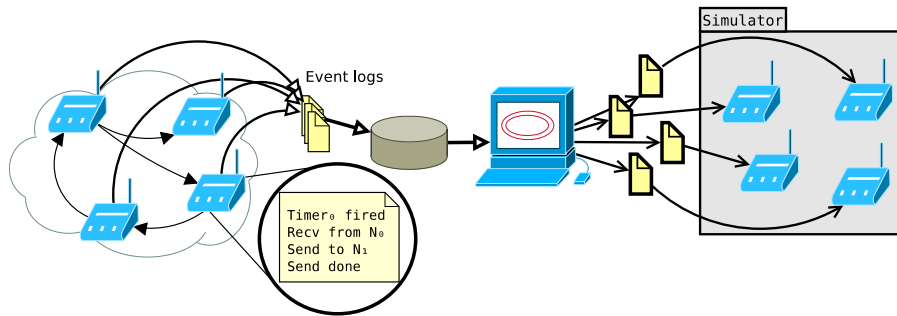 Simulator
Event logs
Timer₀ fired
Recv from N₀
Send to N₁
Send done